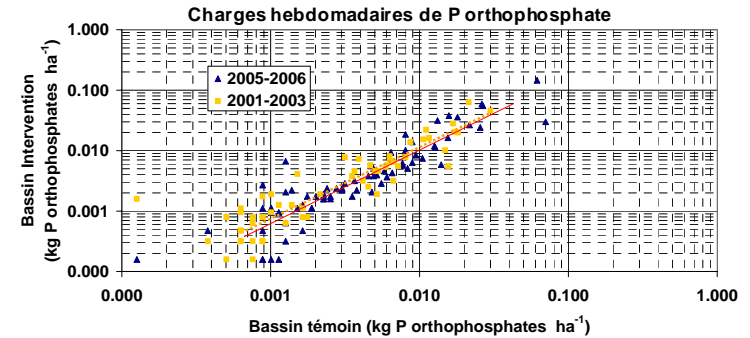 Charges hebdomadaires de P orthophosphate
1.000
0.100
0.010
0.001
0.000
Bassin Intervention
(kg P orthophosphates ha⁻¹)
2005-2006
2001-2003
0.000 0.001 0.010 0.100 1.000
Bassin témoin (kg P orthophosphates ha⁻¹)